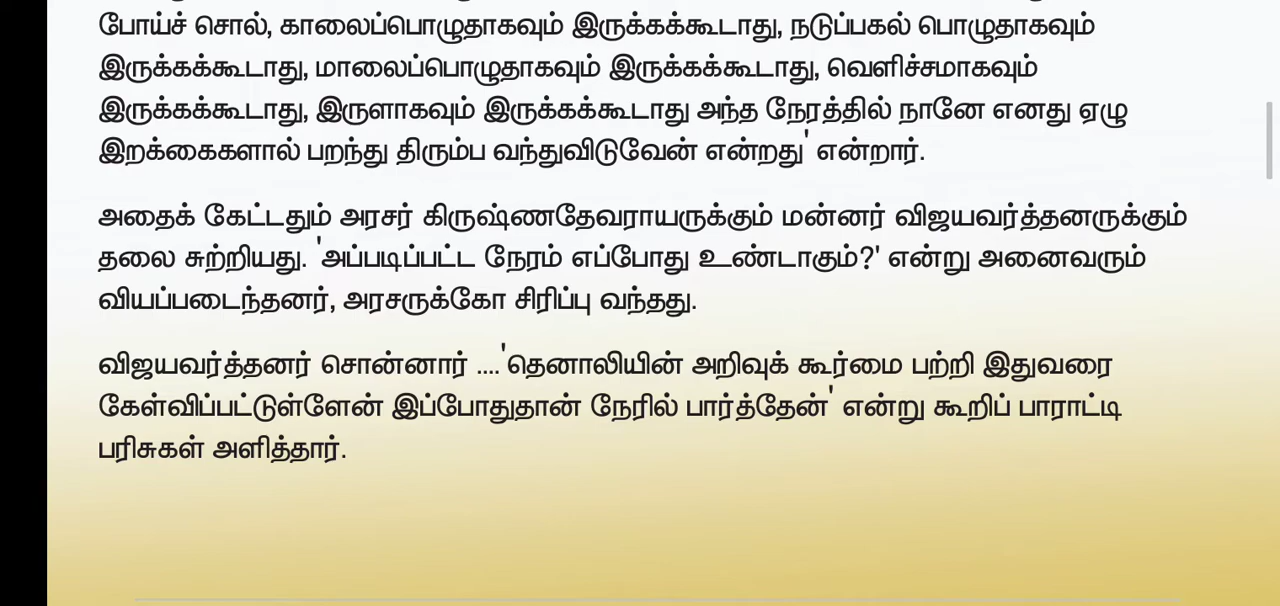 போய்ச் சொல், காலைப்பொழுதாகவும் இருக்கக்கூடாது, நடுப்பகல் பொழுதாகவும்
இருக்கக்கூடாது, மாலைப்பொழுதாகவும் இருக்கக்கூடாது, வெளிச்சமாகவும்
இருக்கக்கூடாது, இருளாகவும் இருக்கக்கூடாது அந்த நேரத்தில் நானே எனது ஏழு
இறக்கைகளால் பறந்து திரும்ப வந்துவிடுவேன் என்றது' என்றார்.
அதைக் கேட்டதும் அரசர் கிருஷ்ணதேவராயருக்கும் மன்னர் விஜயவர்த்தனருக்கும்
தலை சுற்றியது. 'அப்படிப்பட்ட நேரம் எப்போது உண்டாகும்?' என்று அனைவரும்
வியப்படைந்தனர், அரசருக்கோ சிரிப்பு வந்தது.
விஜயவர்த்தனர் சொன்னார் ....'தெனாலியின் அறிவுக் கூர்மை பற்றி இதுவரை
கேள்விப்பட்டுள்ளேன் இப்போதுதான் நேரில் பார்த்தேன்' என்று கூறிப் பாராட்டி
பரிசுகள் அளித்தார்.